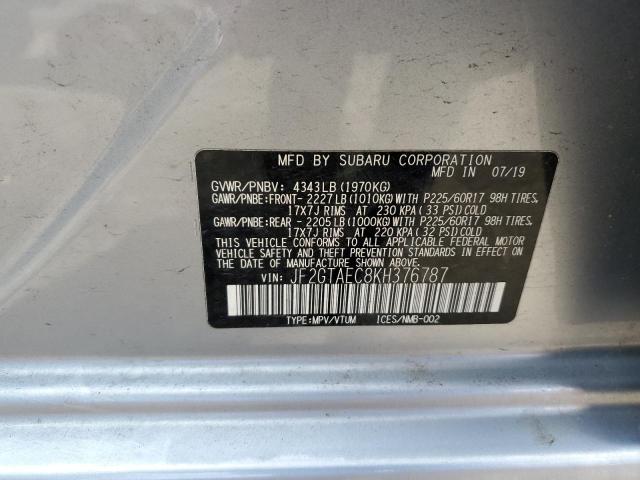 MFD BY SUBARU CORPORATION
MFD IN 07/19
GVWR/PNBV: 4343LB(1970KG)
GAWR/PNBE:FRONT- 2227LB(1010KG)WITH P225/60R17 98H TIRES,
17X7J RIMS AT 230 KPA(33 PSI)COLD
GAWR/PNBE:REAR - 2205LB(1000KG)WITH P225/60R17 98H TIRES,
17X7J RIMS AT 220 KPA(32 PSI)COLD
THIS VEHICLE CONFORMS TO ALL APPLICABLE FEDERAL MOTOR
VEHICLE SAFETY AND THEFT PREVENTION STANDARDS IN EFFECT ON
THE DATE OF MANUFACTURE SHOWN ABOVE.
VIN: JF2GTAEC8KH376787
TYPE:MPV/VTUM ICES/NMB-002